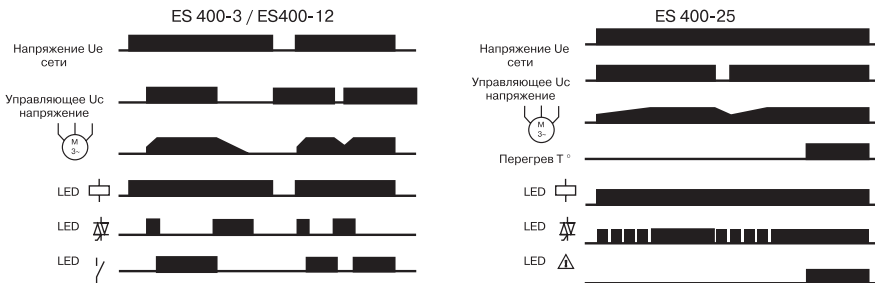 ES 400-3 / ES400-12
Напряжение Ue
сети
Управляющее Uc
напряжение
M
3~
LED
LED
LED
ES 400-25
Напряжение Ue
сети
Управляющее Uc
напряжение
M
3~
Перегрев T °
LED
LED
LED